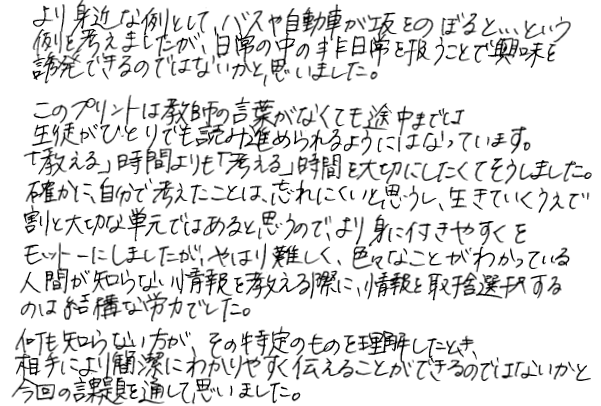 より身近な例として、バスや自動車が坂をのぼると…という
例を考えましたが、日常の中の非日常を扱うことで興味を
誘発できるのではないかと思いました。
このプリントは教師の言葉がなくても途中までは
生徒がひとりでも読み進められるようにはなっています。
「教える」時間よりも「考える」時間を大切にしたくてそうしました。
確かに、自分で考えたことは、忘れにくいと思うし、生きていくうえで
割と大切な単元ではあると思うので、より身に付きやすくを
モットーにしましたが、やはり難しく、色々なことがわかっている
人間が知らない情報を教える際に、情報を取捨選択する
のは結構な労力でした。
何も知らない方が、その特定のものを理解したとき、
相手により簡潔にわかりやすく伝えることができるのではないかと
今回の課題を通して思いました。